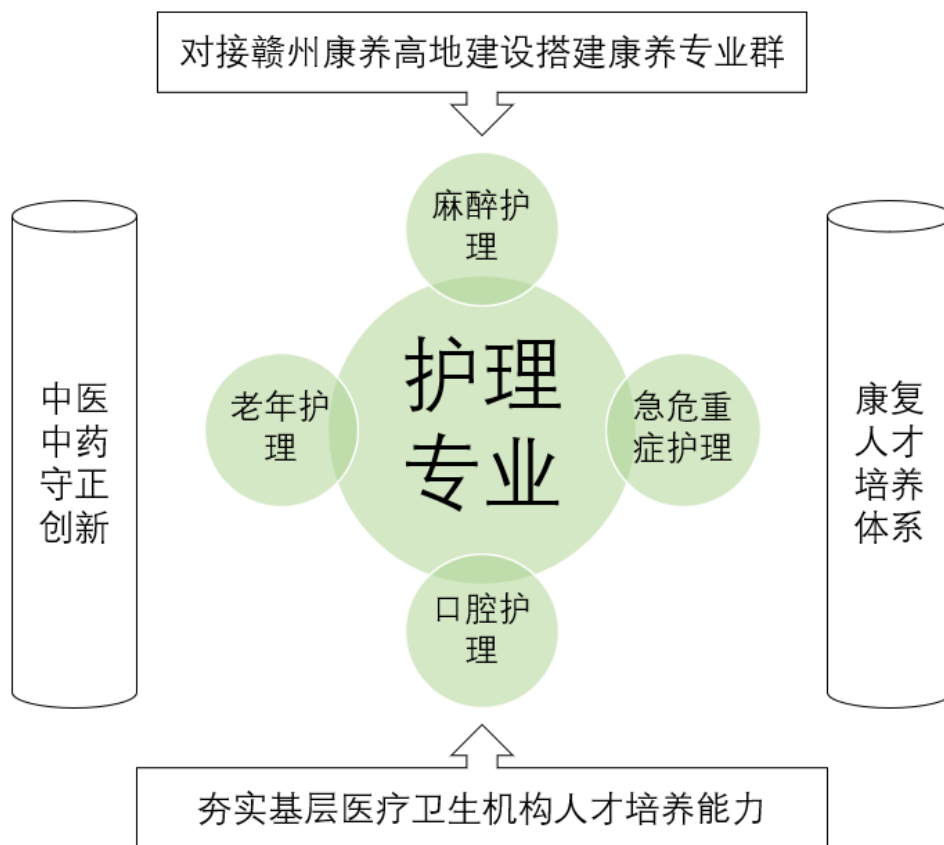 对接赣州康养高地建设搭建康养专业群
麻醉护
理
中医
中药
守正
创新
老年护
理
护理
专业
急危重
症护理
康复
人才
培养
体系
口腔护
理
夯实基层医疗卫生机构人才培养能力